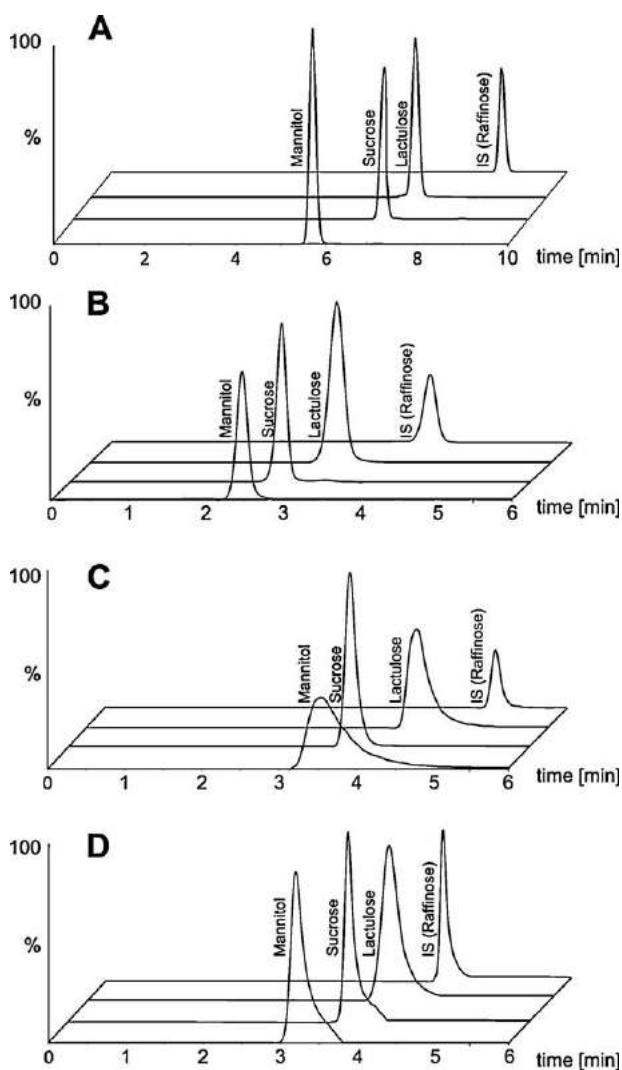 A
100
%
Mannitol
Sucrose
Lactulose
IS (Raffinose)
0 2 4 6 8 10 time [min]
B
100
%
Mannitol
Sucrose
Lactulose
IS (Raffinose)
0 1 2 3 4 5 6 time [min]
C
100
%
Mannitol
Sucrose
Lactulose
IS (Raffinose)
0 1 2 3 4 5 6 time [min]
D
100
%
Mannitol
Sucrose
Lactulose
IS (Raffinose)
0 1 2 3 4 5 6 time [min]